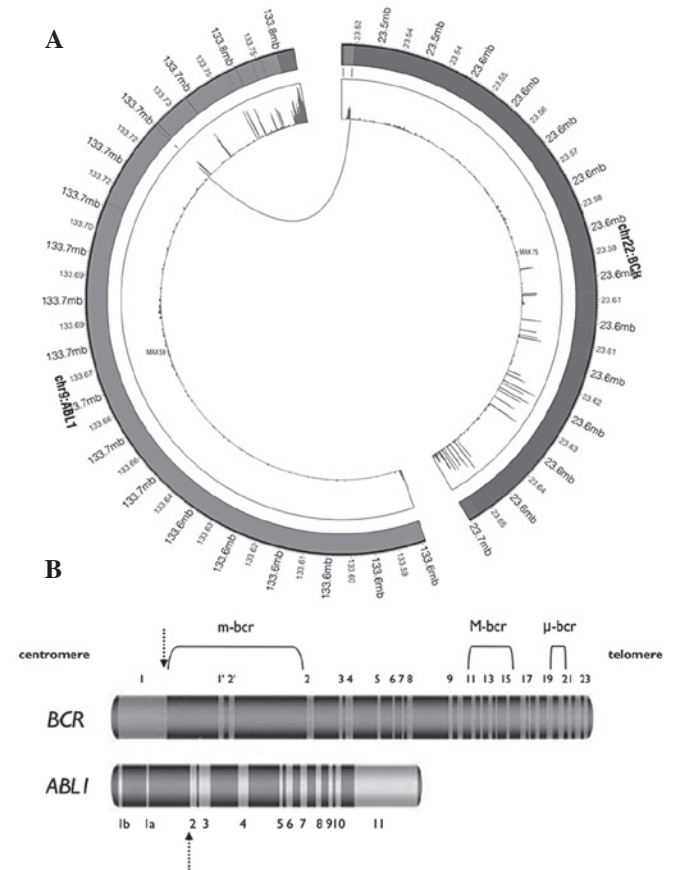 A
133.8mb
133.75
133.8mb
133.75
133.7mb
133.73
133.7mb
133.72
133.7mb
133.72
133.7mb
133.70
133.7mb
133.69
133.7mb
133.69
133.7mb
133.67
133.66
133.7mb
133.66
133.7mb
133.64
133.6mb
133.63
133.6mb
133.62
133.6mb
133.61
133.6mb
133.60
133.6mb
133.59
133.6mb
chr9:ABL1
MAX59
23.52
23.5mb
23.54
23.5mb
23.54
23.6mb
23.55
23.6mb
23.56
23.6mb
23.57
23.6mb
23.58
23.6mb
23.59
23.6mb
23.61
23.6mb
23.61
23.6mb
23.62
23.6mb
23.63
23.6mb
23.64
23.6mb
23.65
23.7mb
chr22:BCR
MAX75
B
m-bcr M-bcr μ-bcr
centromere telomere
1 1' 2' 2 3 4 5 6 7 8 9 11 13 15 17 19 21 23
BCR
ABL1
1b 1a 2 3 4 5 6 7 8 9 10 11